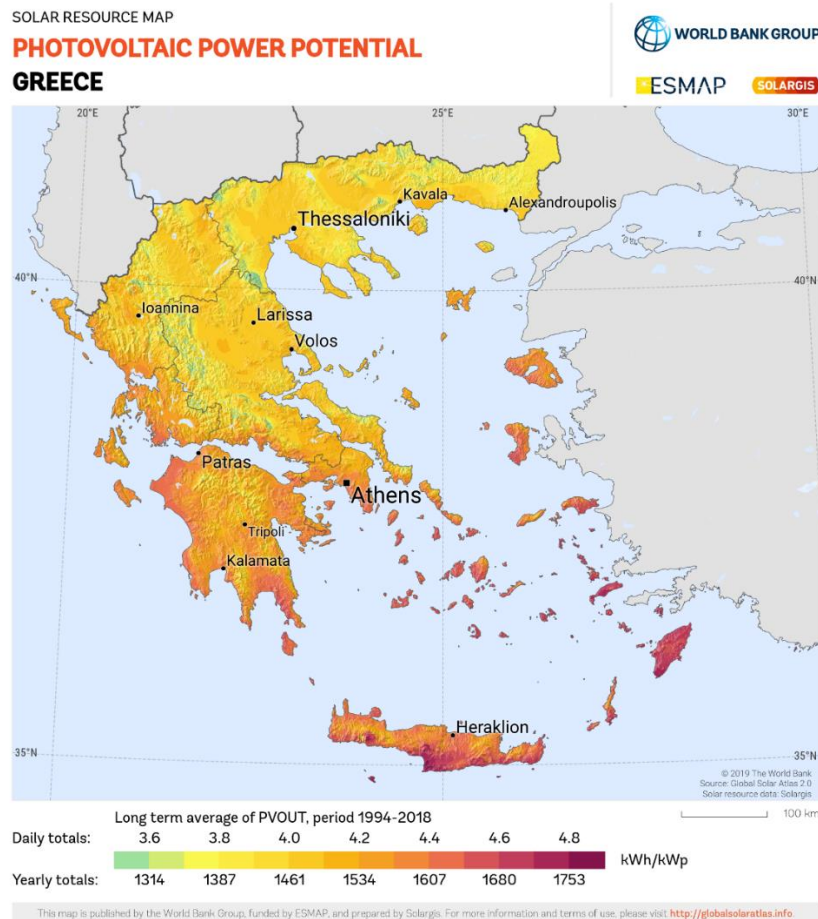 SOLAR RESOURCE MAP
PHOTOVOLTAIC POWER POTENTIAL
GREECE
WORLD BANK GROUP
ESMAP
SOLARGIS
20°E
25°E
30°E
Kavala
Alexandroupolis
Thessaloniki
40°N
40°N
Ioannina
Larissa
Volos
Patras
Athens
Tripoli
Kalamata
Heraklion
35°N
35°N
© 2019 The World Bank
Source: Global Solar Atlas 2.0
Solar resource data: Solargis
100 km
Long term average of PVOUT, period 1994-2018
Daily totals: 3.6 3.8 4.0 4.2 4.4 4.6 4.8
kWh/kWp
Yearly totals: 1314 1387 1461 1534 1607 1680 1753
This map is published by the World Bank Group, funded by ESMAP, and prepared by Solargis. For more information and terms of use, please visit http://globalsolaratlas.info.